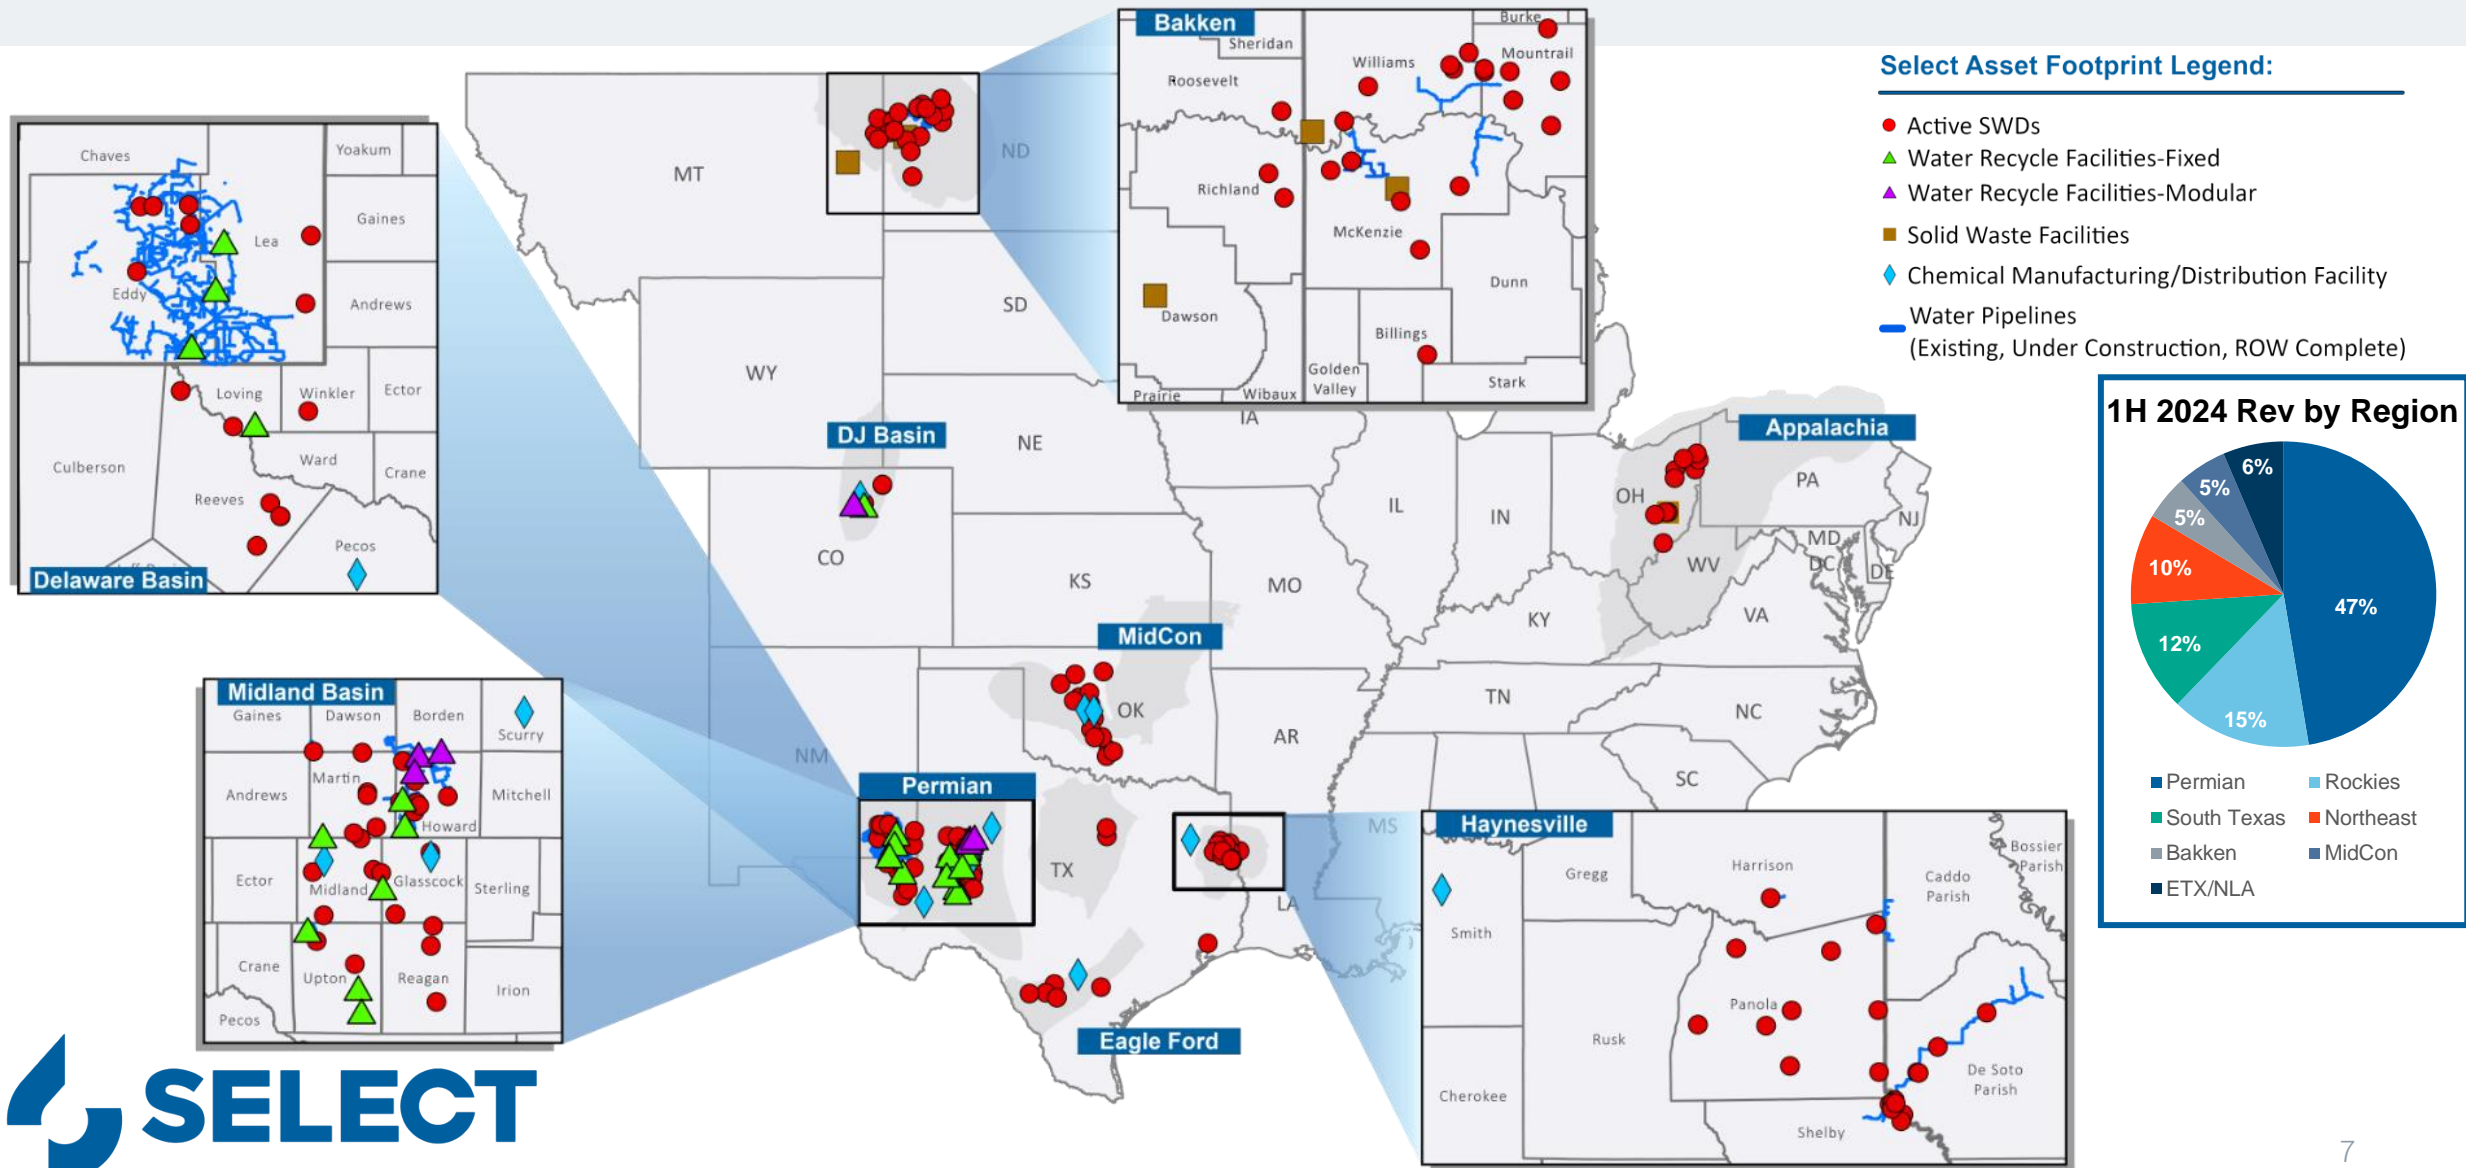 Bakken
Sheridan
Burke
Roosevelt
Williams
Mountrail
Richland
McKenzie
Dunn
Dawson
Billings
Golden
Valley
Stark
Prairie
Wibaux
Select Asset Footprint Legend:
Active SWDs
Water Recycle Facilities-Fixed
Water Recycle Facilities-Modular
Solid Waste Facilities
Chemical Manufacturing/Distribution Facility
Water Pipelines
(Existing, Under Construction, ROW Complete)
Chaves
Yoakum
Gaines
Lea
Eddy
Andrews
Loving
Winkler
Ector
Culberson
Ward
Crane
Reeves
Pecos
Delaware Basin
MT
ND
SD
WY
NE
IA
DJ Basin
CO
KS
MO
IL
IN
OH
PA
NJ
MD
DC
DE
WV
VA
KY
Appalachia
MidCon
OK
AR
TN
NC
SC
MS
NM
Permian
TX
LA
Eagle Ford
1H 2024 Rev by Region
6%
5%
5%
10%
47%
12%
15%
Permian
Rockies
South Texas
Northeast
Bakken
MidCon
ETX/NLA
Midland Basin
Gaines
Dawson
Borden
Scurry
Andrews
Martin
Mitchell
Howard
Ector
Midland
Glasscock
Sterling
Crane
Upton
Reagan
Irion
Pecos
Haynesville
Gregg
Harrison
Caddo
Parish
Bossier
Parish
Smith
Rusk
Panola
De Soto
Parish
Cherokee
Shelby
SELECT
7